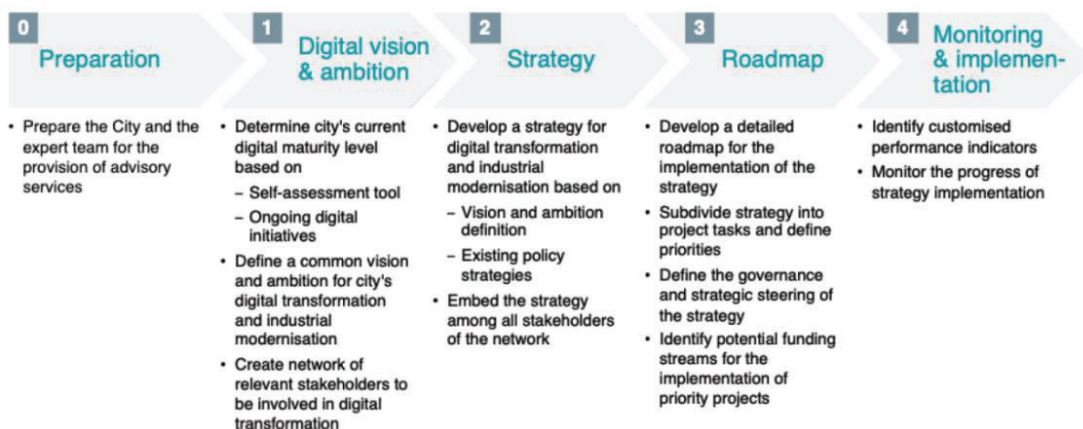 0
Preparation
• Prepare the City and the
expert team for the
provision of advisory
services
1
Digital vision
& ambition
• Determine city's current
digital maturity level
based on
– Self-assessment tool
– Ongoing digital
initiatives
• Define a common vision
and ambition for city's
digital transformation
and industrial
modernisation
• Create network of
relevant stakeholders to
be involved in digital
transformation
2
Strategy
• Develop a strategy for
digital transformation
and industrial
modernisation based on
– Vision and ambition
definition
– Existing policy
strategies
• Embed the strategy
among all stakeholders
of the network
3
Roadmap
• Develop a detailed
roadmap for the
implementation of the
strategy
• Subdivide strategy into
project tasks and define
priorities
• Define the governance
and strategic steering of
the strategy
• Identify potential funding
streams for the
implementation of
priority projects
4
Monitoring
& implemen-
tation
• Identify customised
performance indicators
• Monitor the progress of
strategy implementation